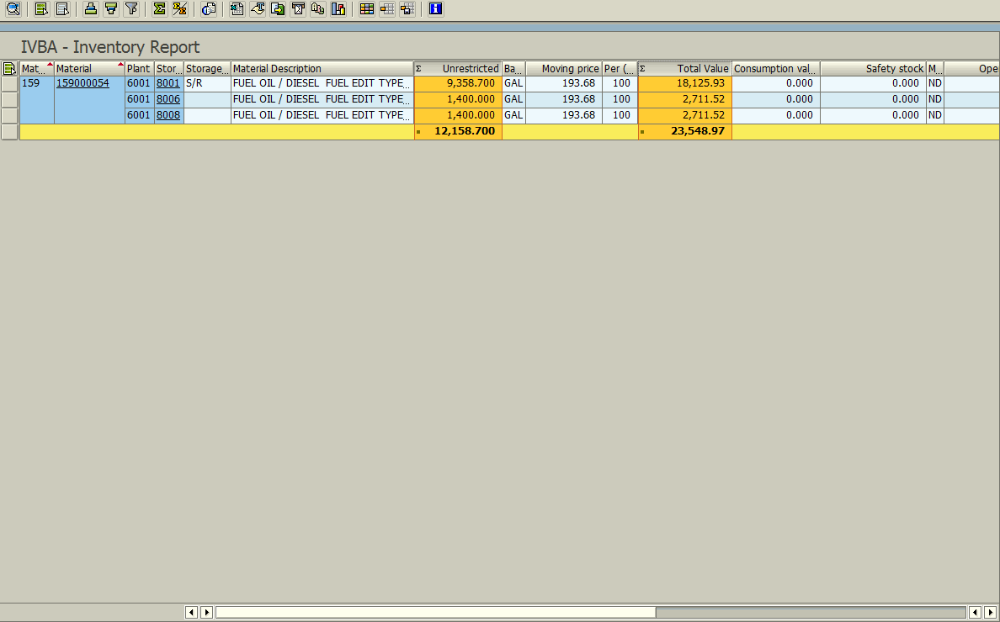 IVBA - Inventory Report
Mat... Material Plant Stor... Storage... Material Description Σ Unrestricted Ba... Moving price Per (... Σ Total Value Consumption val... Safety stock M... Oper
159 159000054 6001 8001 S/R FUEL OIL / DIESEL  FUEL EDIT TYPE... 9,358.700 GAL 193.68 100 18,125.93 0.000 0.000 ND
6001 8006 FUEL OIL / DIESEL  FUEL EDIT TYPE... 1,400.000 GAL 193.68 100 2,711.52 0.000 0.000 ND
6001 8008 FUEL OIL / DIESEL  FUEL EDIT TYPE... 1,400.000 GAL 193.68 100 2,711.52 0.000 0.000 ND
12,158.700 23,548.97